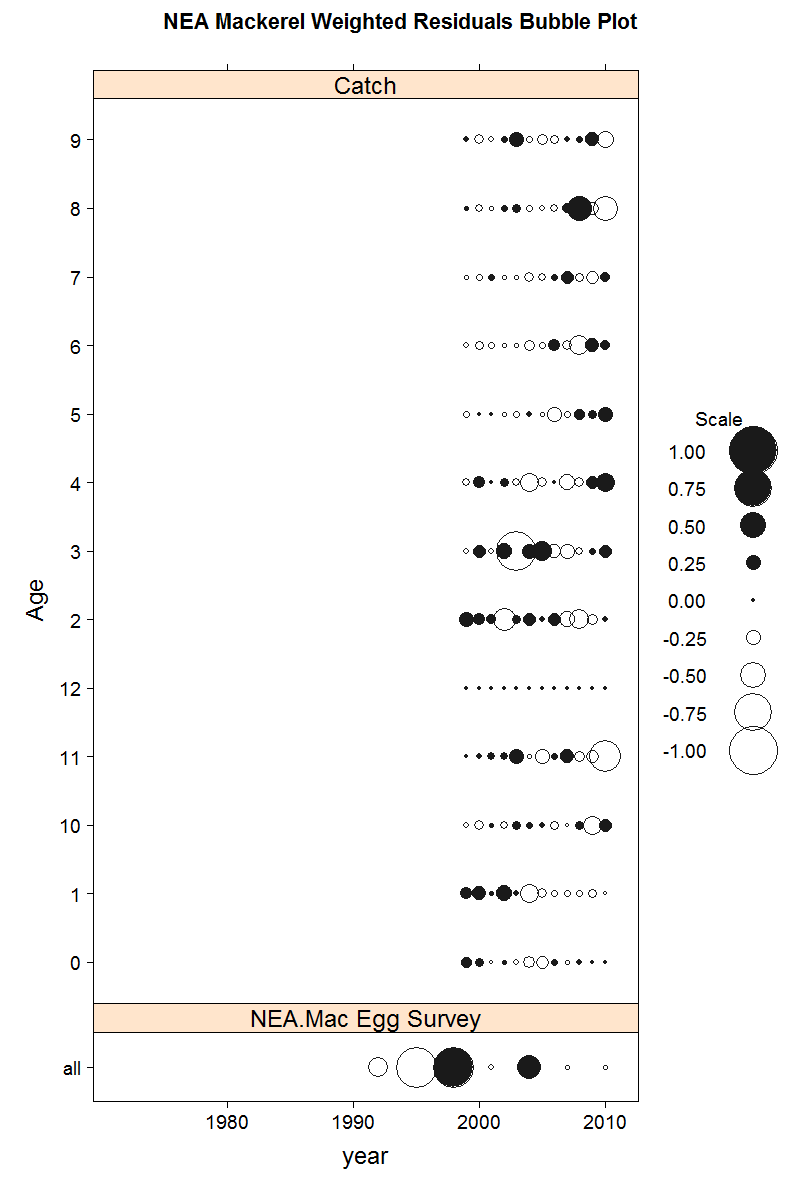 NEA Mackerel Weighted Residuals Bubble Plot
Catch
9
8
7
6
5
4
3
2
12
11
10
1
0
Age
NEA.Mac Egg Survey
all
1980 1990 2000 2010
year
Scale
1.00
0.75
0.50
0.25
0.00
-0.25
-0.50
-0.75
-1.00